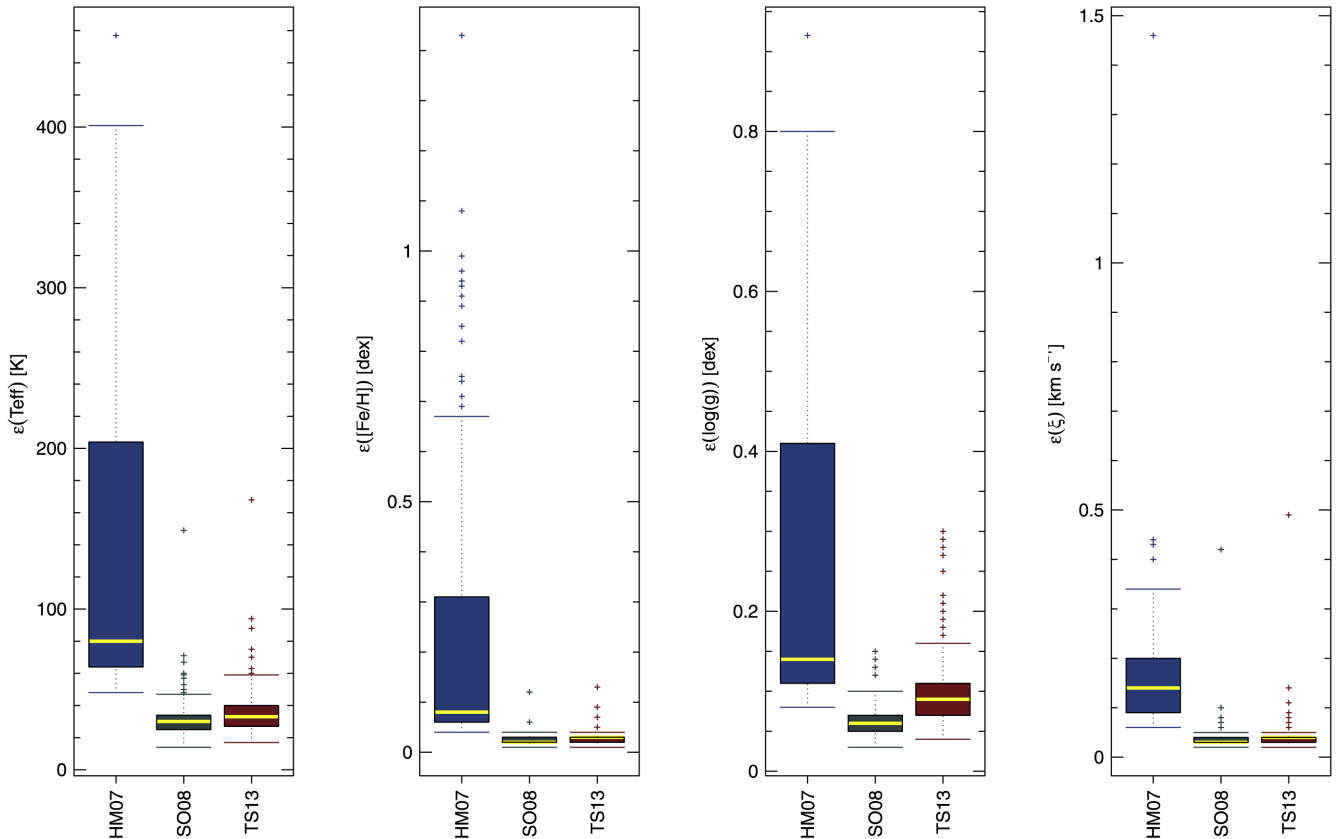 ε(Teff) [K]
400
300
200
100
0
HM07
SO08
TS13
ε([Fe/H]) [dex]
1
0.5
0
HM07
SO08
TS13
ε(log(g)) [dex]
0.8
0.6
0.4
0.2
0
HM07
SO08
TS13
ε(ξ) [km s⁻']
1.5
1
0.5
0
HM07
SO08
TS13